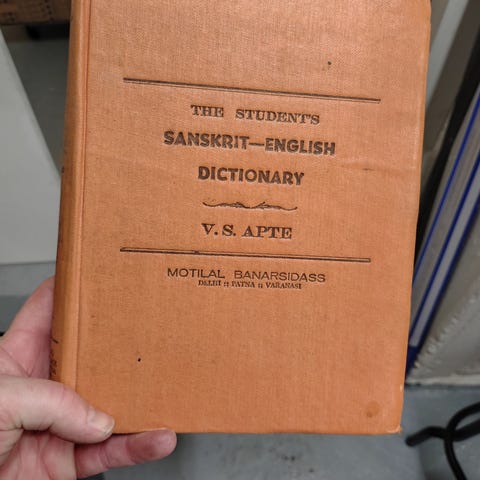 THE STUDENT'S
SANSKRIT—ENGLISH
DICTIONARY
V. S. APTE
MOTILAL BANARSIDASS
DELHI :: PATNA :: VARANASI